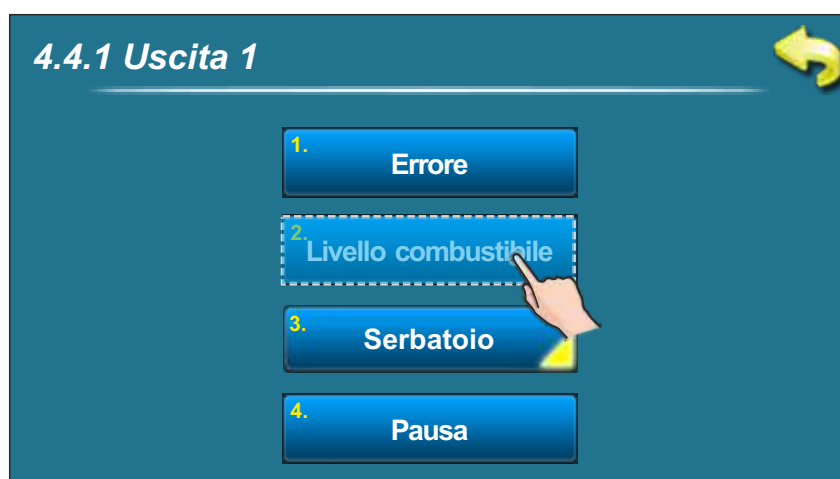 4.4.1 Uscita 1
1.
Errore
2.
Livello combustibile
3.
Serbatoio
4.
Pausa